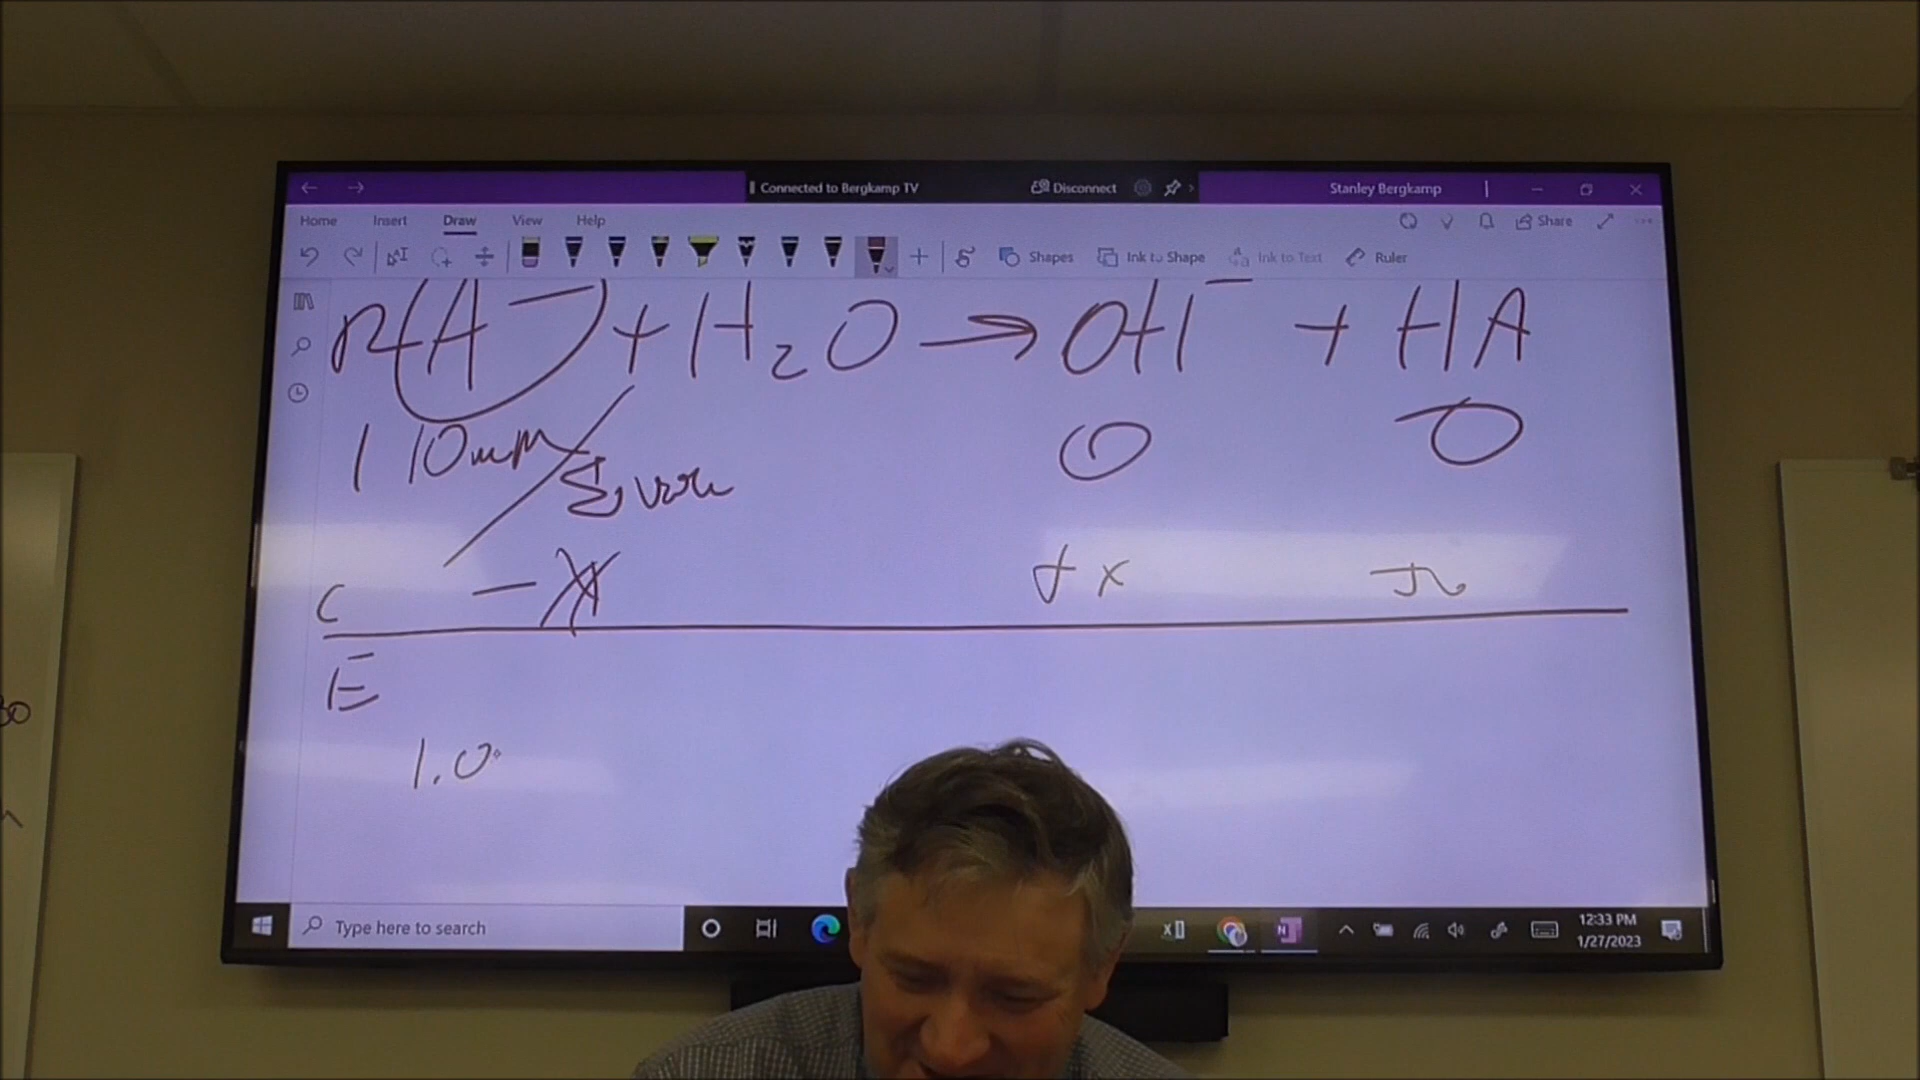 Connected to Bergkamp TV Disconnect Stanley Bergkamp
Home Insert Draw View Help Share
Shapes Ink to Shape Ink to Text Ruler
(A⁻) + H₂O → OH⁻ + HA
I 10 0 0
C -x +x
E
1.0
Type here to search
12:33 PM
1/27/2023